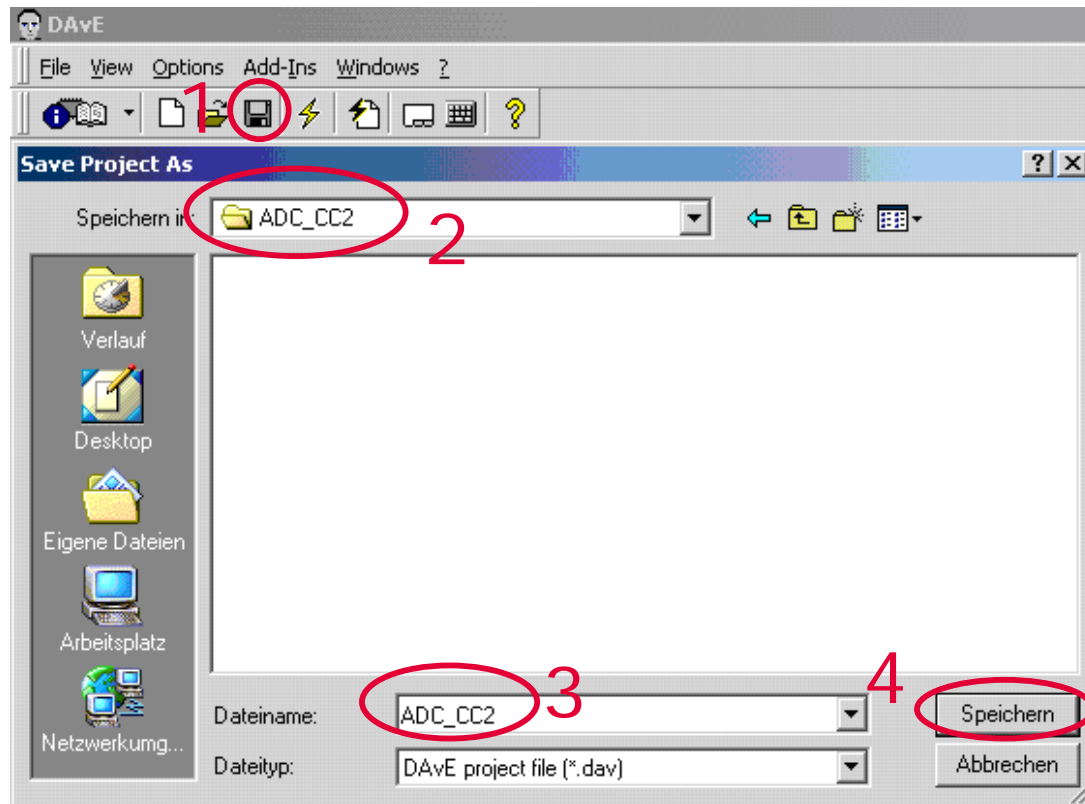 DAvE
File View Options Add-Ins Windows ?
1
Save Project As
Speichern in: ADC_CC2
2
Verlauf
Desktop
Eigene Dateien
Arbeitsplatz
Netzwerkumg...
Dateiname: ADC_CC2
3
4
Speichern
Dateityp: DAvE project file (*.dav)
Abbrechen